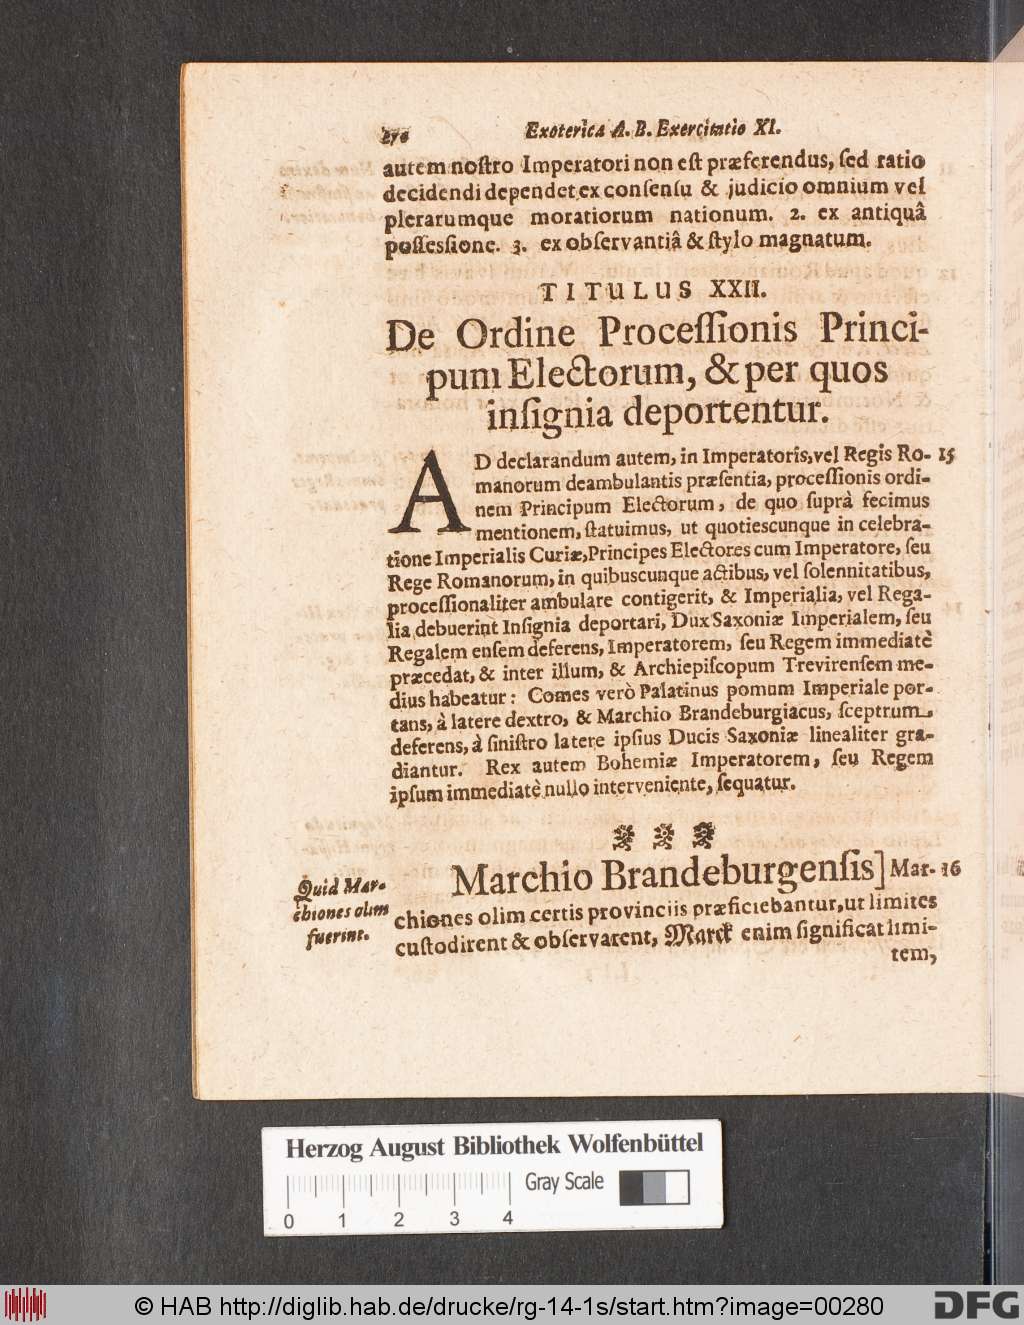 270 Exoterica A. B. Exercitatio XI.
autem noſtro Imperatori non eſt præferendus, ſed ratio
decidendi dependet ex conſenſu & judicio omnium vel
plerarumque moratiorum nationum. 2. ex antiquâ
poſſeſſione. 3. ex obſervantiâ & ſtylo magnatum.
TITULUS XXII.
De Ordine Proceſſionis Princi-
pum Electorum, & per quos
inſignia deportentur.
AD declarandum autem, in Imperatoris, vel Regis Ro- 15
manorum deambulantis præſentia, proceſſionis ordi-
nem Principum Electorum, de quo ſuprà fecimus
mentionem, ſtatuimus, ut quotiescunque in celebra-
tione Imperialis Curiæ, Principes Electores cum Imperatore, ſeu
Rege Romanorum, in quibuscunque actibus, vel ſolennitatibus,
proceſſionaliter ambulare contigerit, & Imperialia, vel Rega-
lia debuerint Inſignia deportari, Dux Saxoniæ Imperialem, ſeu
Regalem enſem deferens, Imperatorem, ſeu Regem immediatè
præcedat, & inter illum, & Archiepiſcopum Trevirenſem me-
dius habeatur: Comes verò Palatinus pomum Imperiale por-
tans, à latere dextro, & Marchio Brandeburgiacus, ſceptrum
deferens, à ſiniſtro latere ipſius Ducis Saxoniæ linealiter gra-
diantur. Rex autem Bohemiæ Imperatorem, ſeu Regem
ipſum immediatè nullo interveniente, ſequatur.
Marchio Brandeburgenſis] Mar- 16
Quid Mar-
chiones olim
fuerint.
chiones olim certis provinciis præficiebantur, ut limites
cuſtodirent & obſervarent, Marck enim ſignificat limi-
tem,
Herzog August Bibliothek Wolfenbüttel
Gray Scale
0 1 2 3 4
© HAB http://diglib.hab.de/drucke/rg-14-1s/start.htm?image=00280
DFG